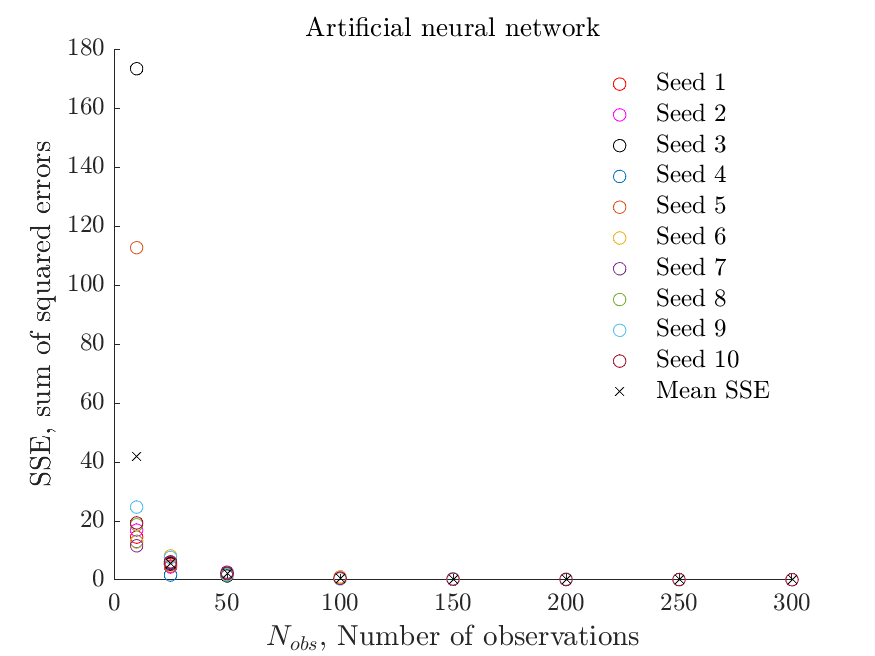 Artificial neural network
SSE, sum of squared errors
180
160
140
120
100
80
60
40
20
0
Seed 1
Seed 2
Seed 3
Seed 4
Seed 5
Seed 6
Seed 7
Seed 8
Seed 9
Seed 10
Mean SSE
0 50 100 150 200 250 300
N_obs, Number of observations